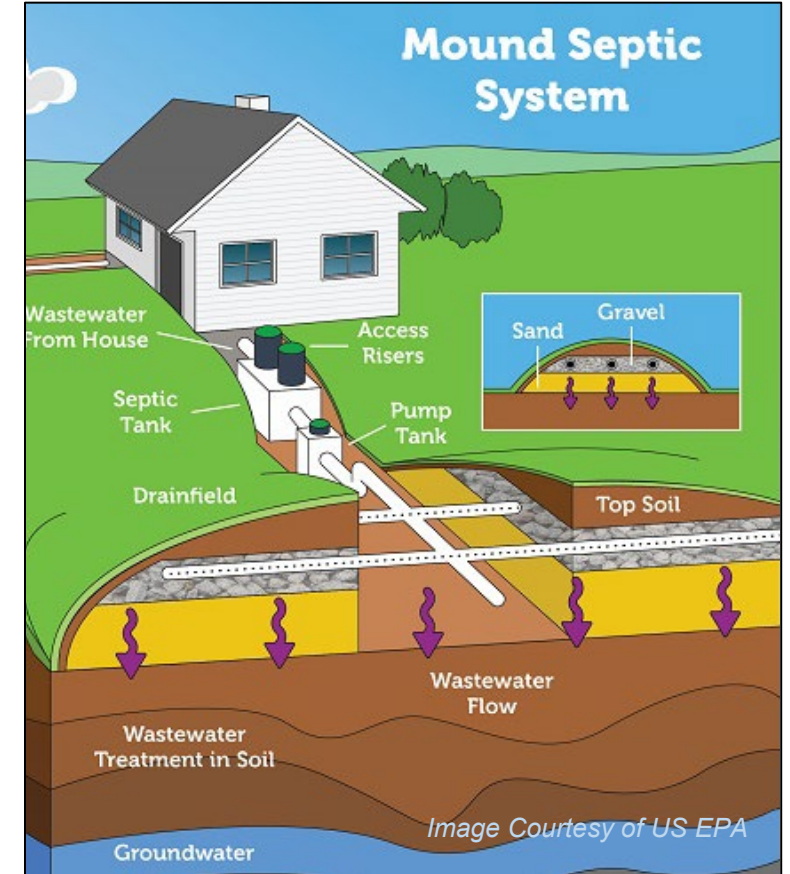 Mound Septic
System
Wastewater
From House
Access
Risers
Sand
Gravel
Septic
Tank
Pump
Tank
Drainfield
Top Soil
Wastewater
Flow
Wastewater
Treatment in Soil
Image Courtesy of US EPA
Groundwater